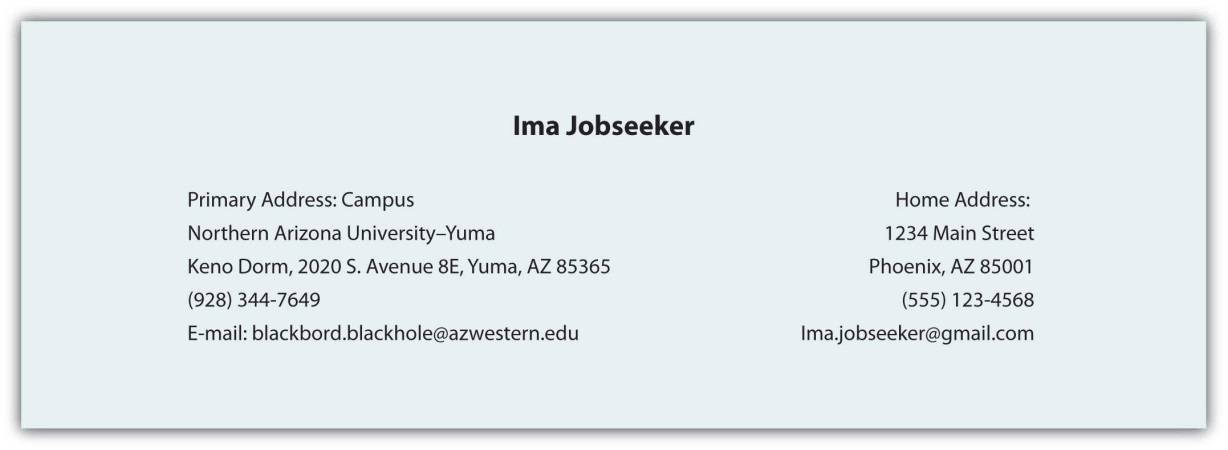 Ima Jobseeker
Primary Address: Campus
Northern Arizona University–Yuma
Keno Dorm, 2020 S. Avenue 8E, Yuma, AZ 85365
(928) 344-7649
E-mail: blackbord.blackhole@azwestern.edu
Home Address:
1234 Main Street
Phoenix, AZ 85001
(555) 123-4568
Ima.jobseeker@gmail.com